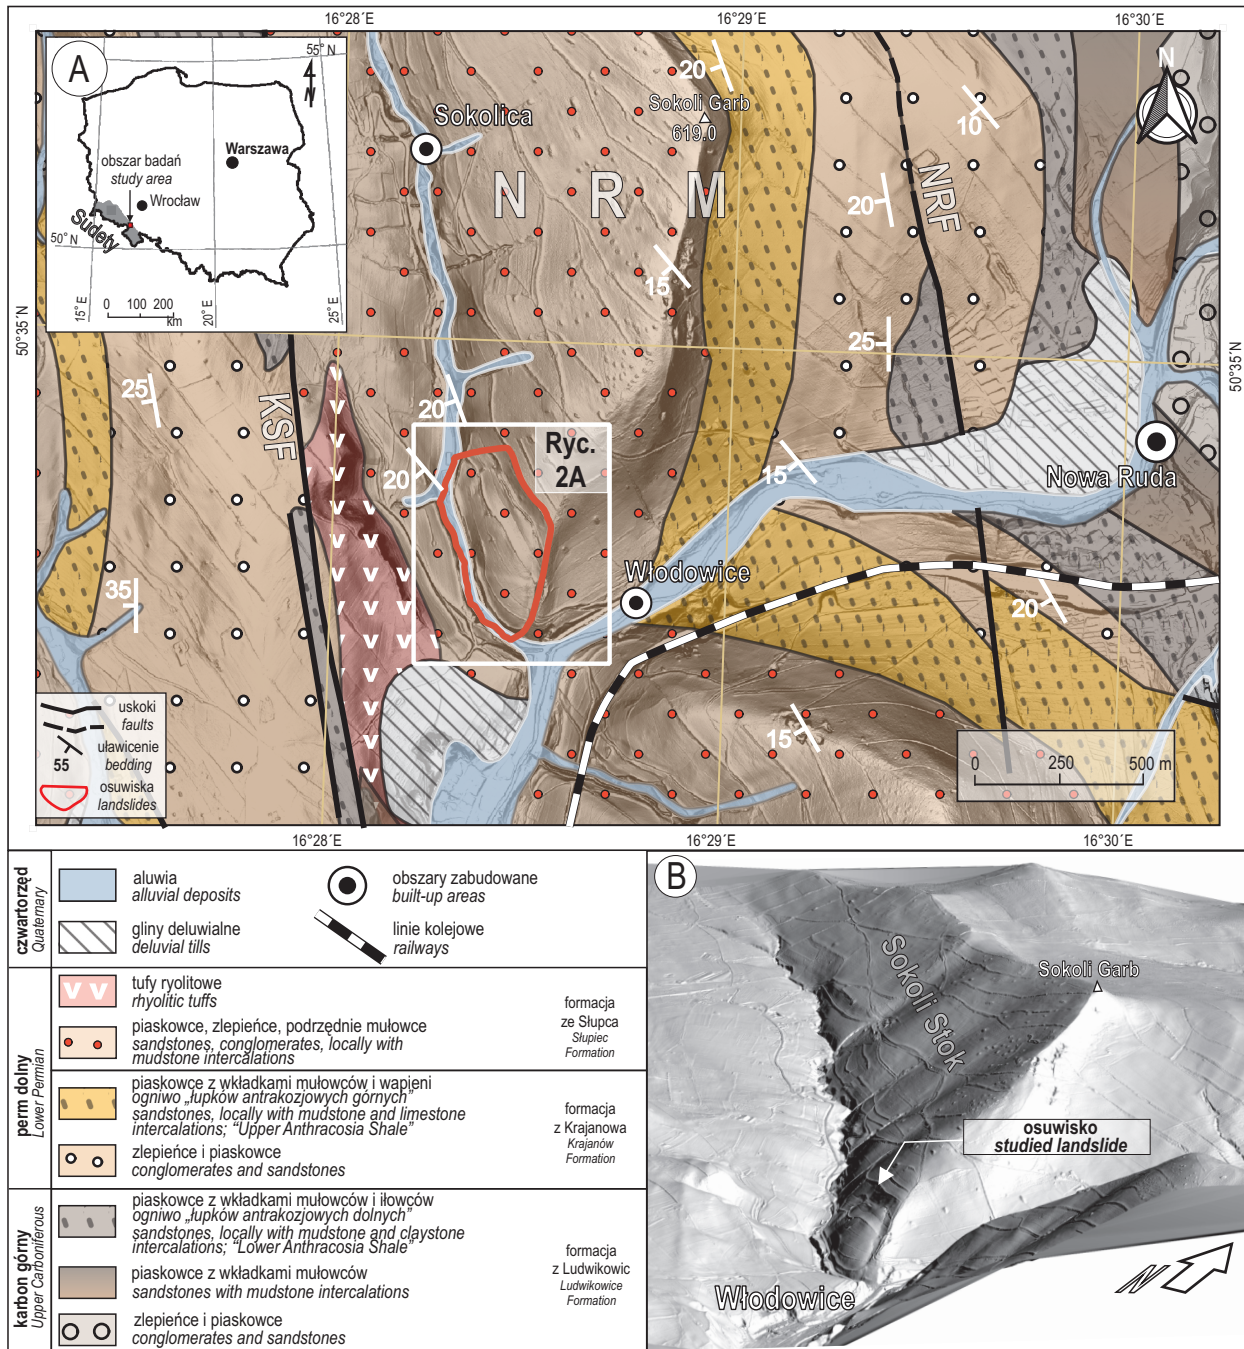 16°28´E
16°29´E
16°30´E
A
55° N
N
Warszawa
obszar badań
study area
Wrocław
Sudety
50° N
0 100 200
km
15° E
20° E
25° E
50°35´N
50°35´N
Sokolica
Sokoli Garb
619.0
N R M
NRF
KSF
N
20
10
20
15
25
25
20
20
15
35
20
15
Ryc.
2A
Nowa Ruda
Włodowice
uskoki
faults
uławicenie
55 bedding
osuwiska
landslides
0 250 500 m
16°28´E
16°29´E
16°30´E
czwartorzęd
Quaternary
aluwia
alluvial deposits
gliny deluwialne
deluvial tills
obszary zabudowane
built-up areas
linie kolejowe
railways
perm dolny
Lower Permian
V V
tufy ryolitowe
rhyolitic tuffs
piaskowce, zlepieńce, podrzędnie mułowce
sandstones, conglomerates, locally with
mudstone intercalations
formacja
ze Słupca
Słupiec
Formation
piaskowce z wkładkami mułowców i wapieni
ogniwo „łupków antrakozjowych górnych”
sandstones, locally with mudstone and limestone
intercalations; “Upper Anthracosia Shale”
zlepieńce i piaskowce
conglomerates and sandstones
formacja
z Krajanowa
Krajanów
Formation
karbon górny
Upper Carboniferous
piaskowce z wkładkami mułowców i iłowców
ogniwo „łupków antrakozjowych dolnych”
sandstones, locally with mudstone and claystone
intercalations; “Lower Anthracosia Shale”
piaskowce z wkładkami mułowców
sandstones with mudstone intercalations
zlepieńce i piaskowce
conglomerates and sandstones
formacja
z Ludwikowic
Ludwikowice
Formation
B
Sokoli Stok
Sokoli Garb
osuwisko
studied landslide
Włodowice
N